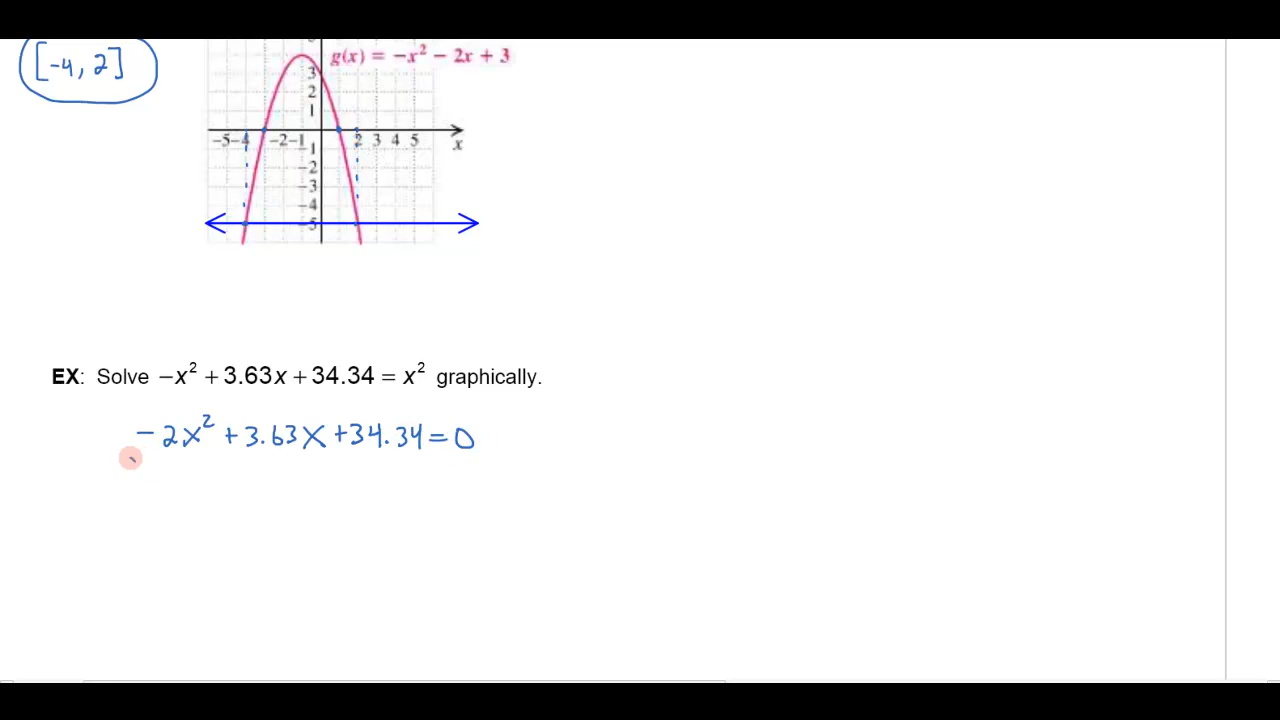 [-4, 2]
g(x) = −x² − 2x + 3
3
2
1
−5 −4 −2 −1 2 3 4 5
x
−1
−2
−3
−4
−5
EX: Solve −x² + 3.63x + 34.34 = x² graphically.
-2x² + 3.63x + 34.34 = 0